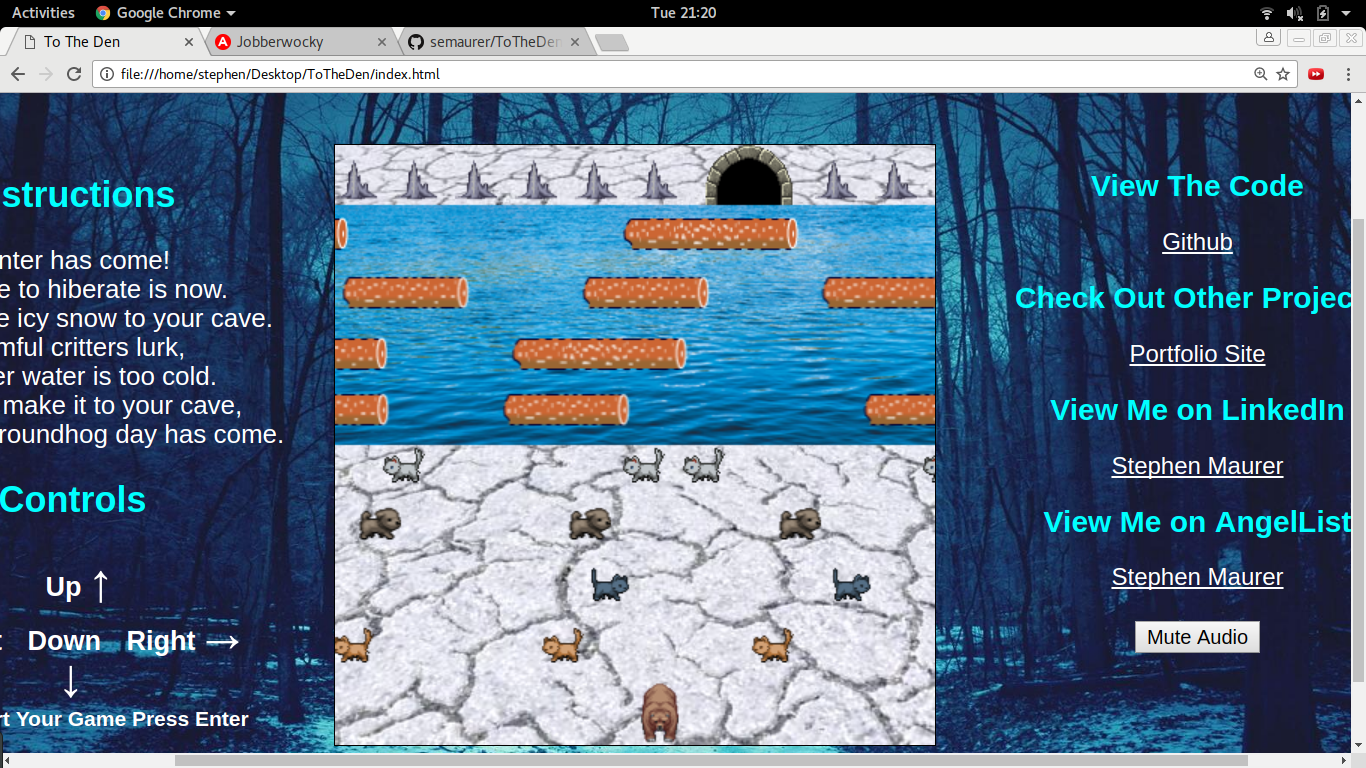 Activities Google Chrome Tue 21:20
To The Den
Jobberwocky
semaurer/ToTheDen
file:///home/stephen/Desktop/ToTheDen/index.html
structions
nter has come!
e to hiberate is now.
e icy snow to your cave.
mful critters lurk,
er water is too cold.
make it to your cave,
roundhog day has come.
Controls
Up ↑
Down Right →
↓
rt Your Game Press Enter
View The Code
Github
Check Out Other Projec
Portfolio Site
View Me on LinkedIn
Stephen Maurer
View Me on AngelList
Stephen Maurer
Mute Audio